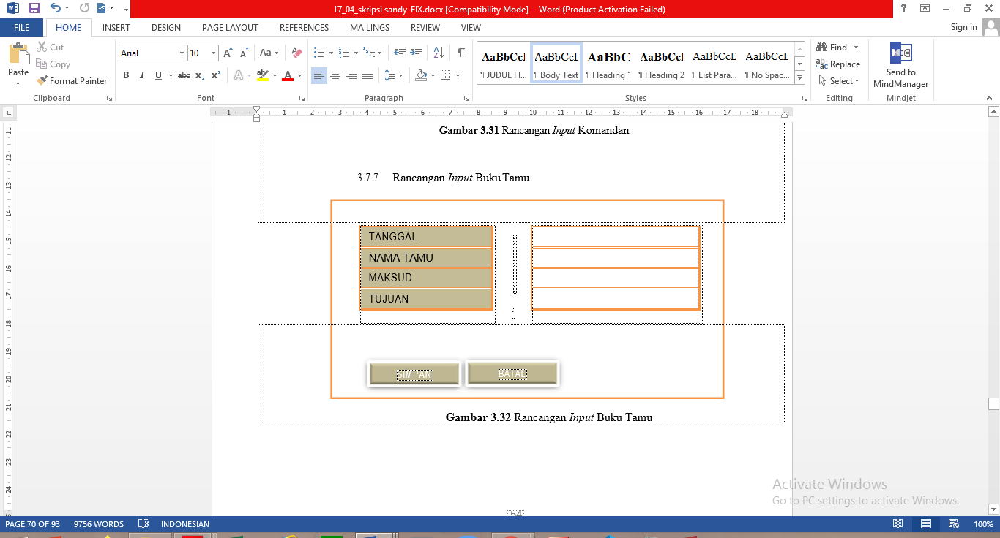 17_04_skripsi sandy-FIX.docx [Compatibility Mode] - Word (Product Activation Failed)
FILE HOME INSERT DESIGN PAGE LAYOUT REFERENCES MAILINGS REVIEW VIEW Sign in
Paste
Cut
Copy
Format Painter
Clipboard
Arial 10
Font
Paragraph
AaBbCcl AaBbCcI AaBbC AaBbCcl AaBbCcE AaBbCcE
¶ JUDUL H... ¶ Body Text ¶ Heading 1 ¶ Heading 2 ¶ List Para... ¶ No Spac...
Styles
Find
Replace
Select
Editing
Send to
MindManager
Mindjet
1 1 2 3 4 5 6 7 8 9 10 11 12 13 14 15 16 17 18
11
12
13
14
15
16
17
18
19
20
21
22
23
24
Gambar 3.31 Rancangan Input Komandan
3.7.7 Rancangan Input Buku Tamu
TANGGAL
NAMA TAMU
MAKSUD
TUJUAN
SIMPAN BATAL
Gambar 3.32 Rancangan Input Buku Tamu
54
Activate Windows
Go to PC settings to activate Windows.
PAGE 70 OF 93 9756 WORDS INDONESIAN 100%